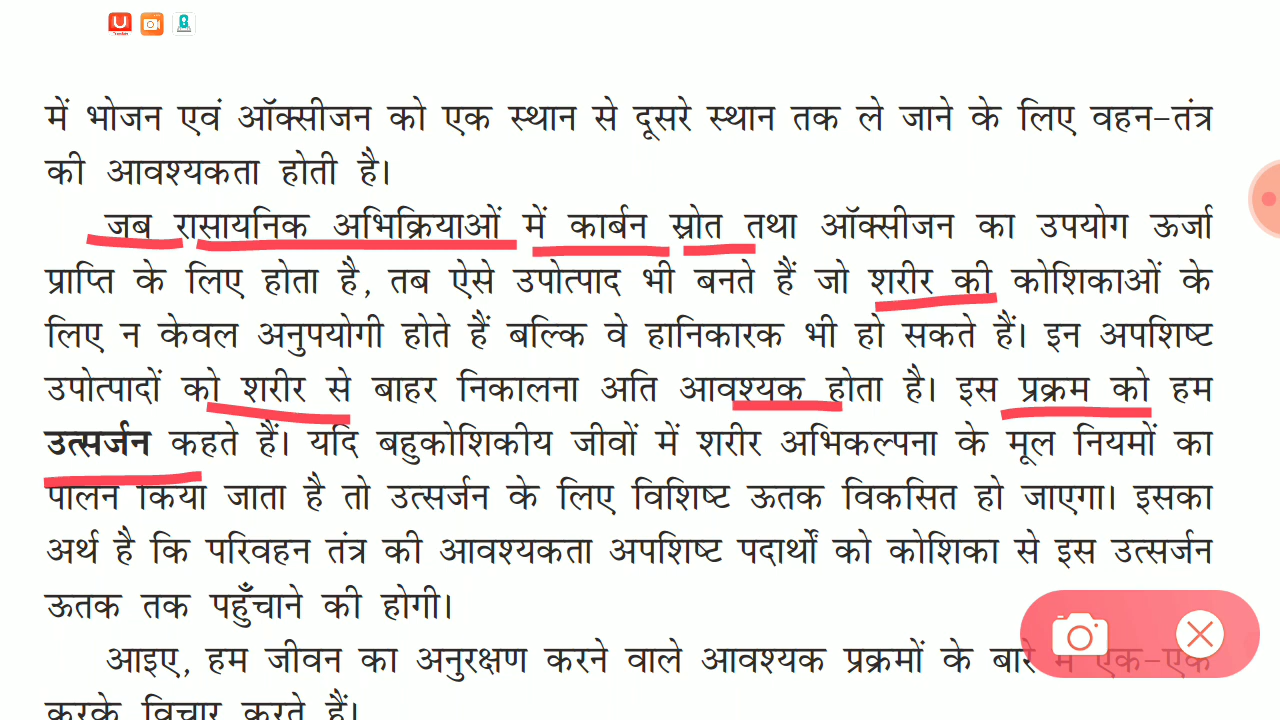 में भोजन एवं ऑक्सीजन को एक स्थान से दूसरे स्थान तक ले जाने के लिए वहन-तंत्र
की आवश्यकता होती है।
जब रासायनिक अभिक्रियाओं में कार्बन स्रोत तथा ऑक्सीजन का उपयोग ऊर्जा
प्राप्ति के लिए होता है, तब ऐसे उपोत्पाद भी बनते हैं जो शरीर की कोशिकाओं के
लिए न केवल अनुपयोगी होते हैं बल्कि वे हानिकारक भी हो सकते हैं। इन अपशिष्ट
उपोत्पादों को शरीर से बाहर निकालना अति आवश्यक होता है। इस प्रक्रम को हम
उत्सर्जन कहते हैं। यदि बहुकोशिकीय जीवों में शरीर अभिकल्पना के मूल नियमों का
पालन किया जाता है तो उत्सर्जन के लिए विशिष्ट ऊतक विकसित हो जाएगा। इसका
अर्थ है कि परिवहन तंत्र की आवश्यकता अपशिष्ट पदार्थों को कोशिका से इस उत्सर्जन
ऊतक तक पहुँचाने की होगी।
आइए, हम जीवन का अनुरक्षण करने वाले आवश्यक प्रक्रमों के बारे में एक-एक
करके विचार करते हैं।